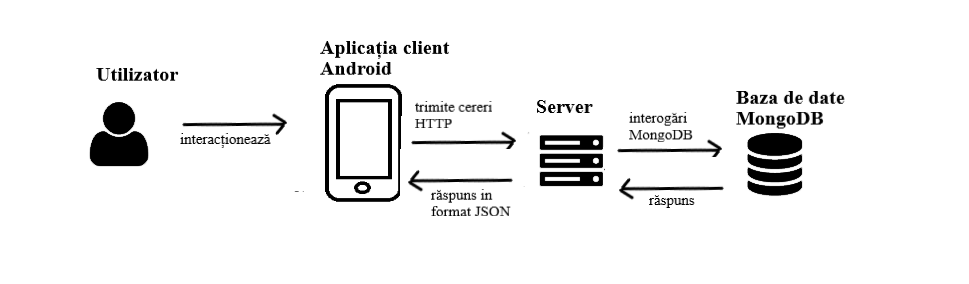 Utilizator
interacționează
Aplicația client
Android
trimite cereri
HTTP
răspuns in
format JSON
Server
interogări
MongoDB
răspuns
Baza de date
MongoDB